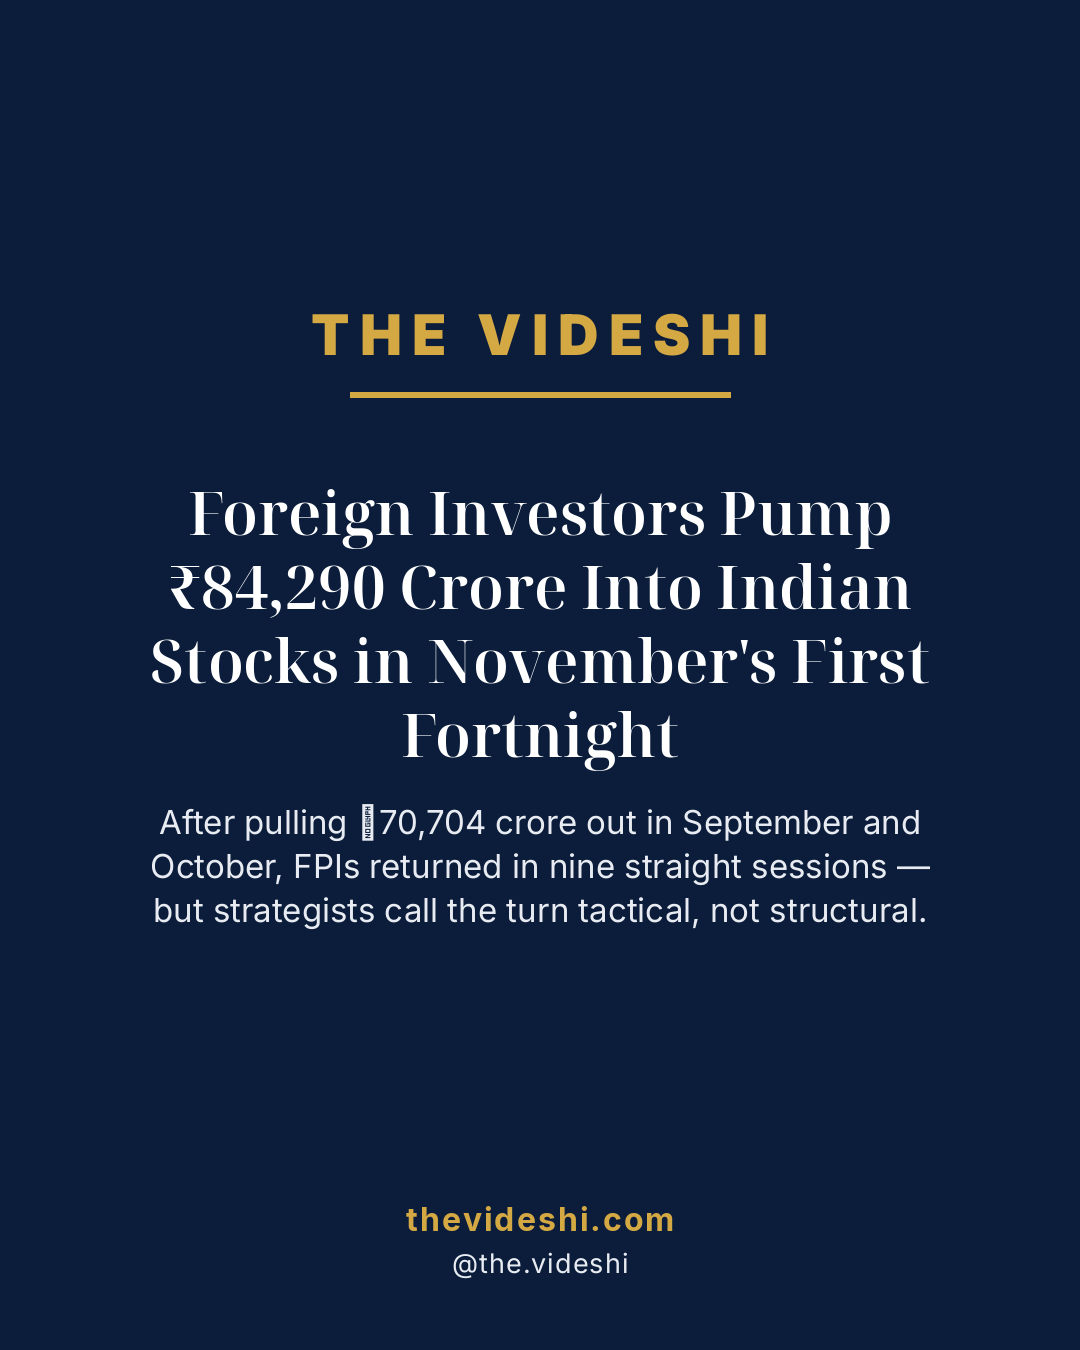 THE VIDESHI
Foreign Investors Pump
₹84,290 Crore Into Indian
Stocks in November's First
Fortnight
After pulling 70,704 crore out in September and
October, FPIs returned in nine straight sessions —
but strategists call the turn tactical, not structural.
thevideshi.com
@the.videshi